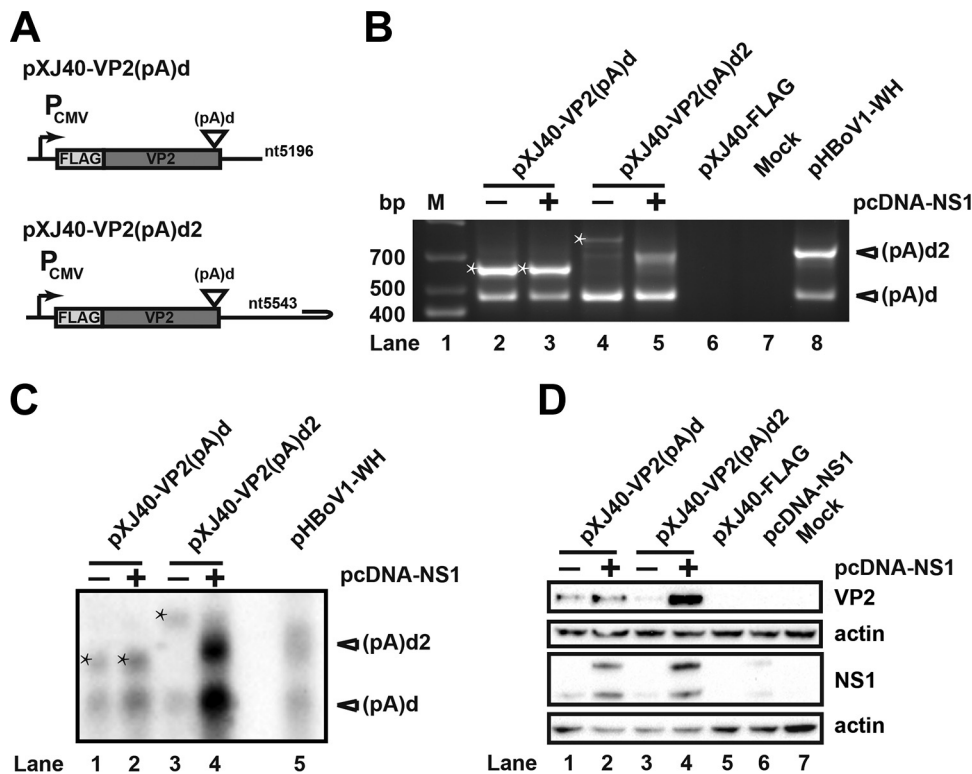 A
pXJ40-VP2(pA)d
PCMV
(pA)d
FLAG VP2
nt5196
pXJ40-VP2(pA)d2
PCMV
(pA)d
FLAG VP2
nt5543
B
pXJ40-VP2(pA)d
pXJ40-VP2(pA)d2
pXJ40-FLAG
Mock
pHBoV1-WH
bp M − + − + pcDNA-NS1
700
500
400
(pA)d2
(pA)d
Lane 1 2 3 4 5 6 7 8
C
pXJ40-VP2(pA)d
pXJ40-VP2(pA)d2
pHBoV1-WH
− + − + pcDNA-NS1
(pA)d2
(pA)d
Lane 1 2 3 4 5
D
pXJ40-VP2(pA)d
pXJ40-VP2(pA)d2
pXJ40-FLAG
pcDNA-NS1
Mock
− + − + pcDNA-NS1
VP2
actin
NS1
actin
Lane 1 2 3 4 5 6 7